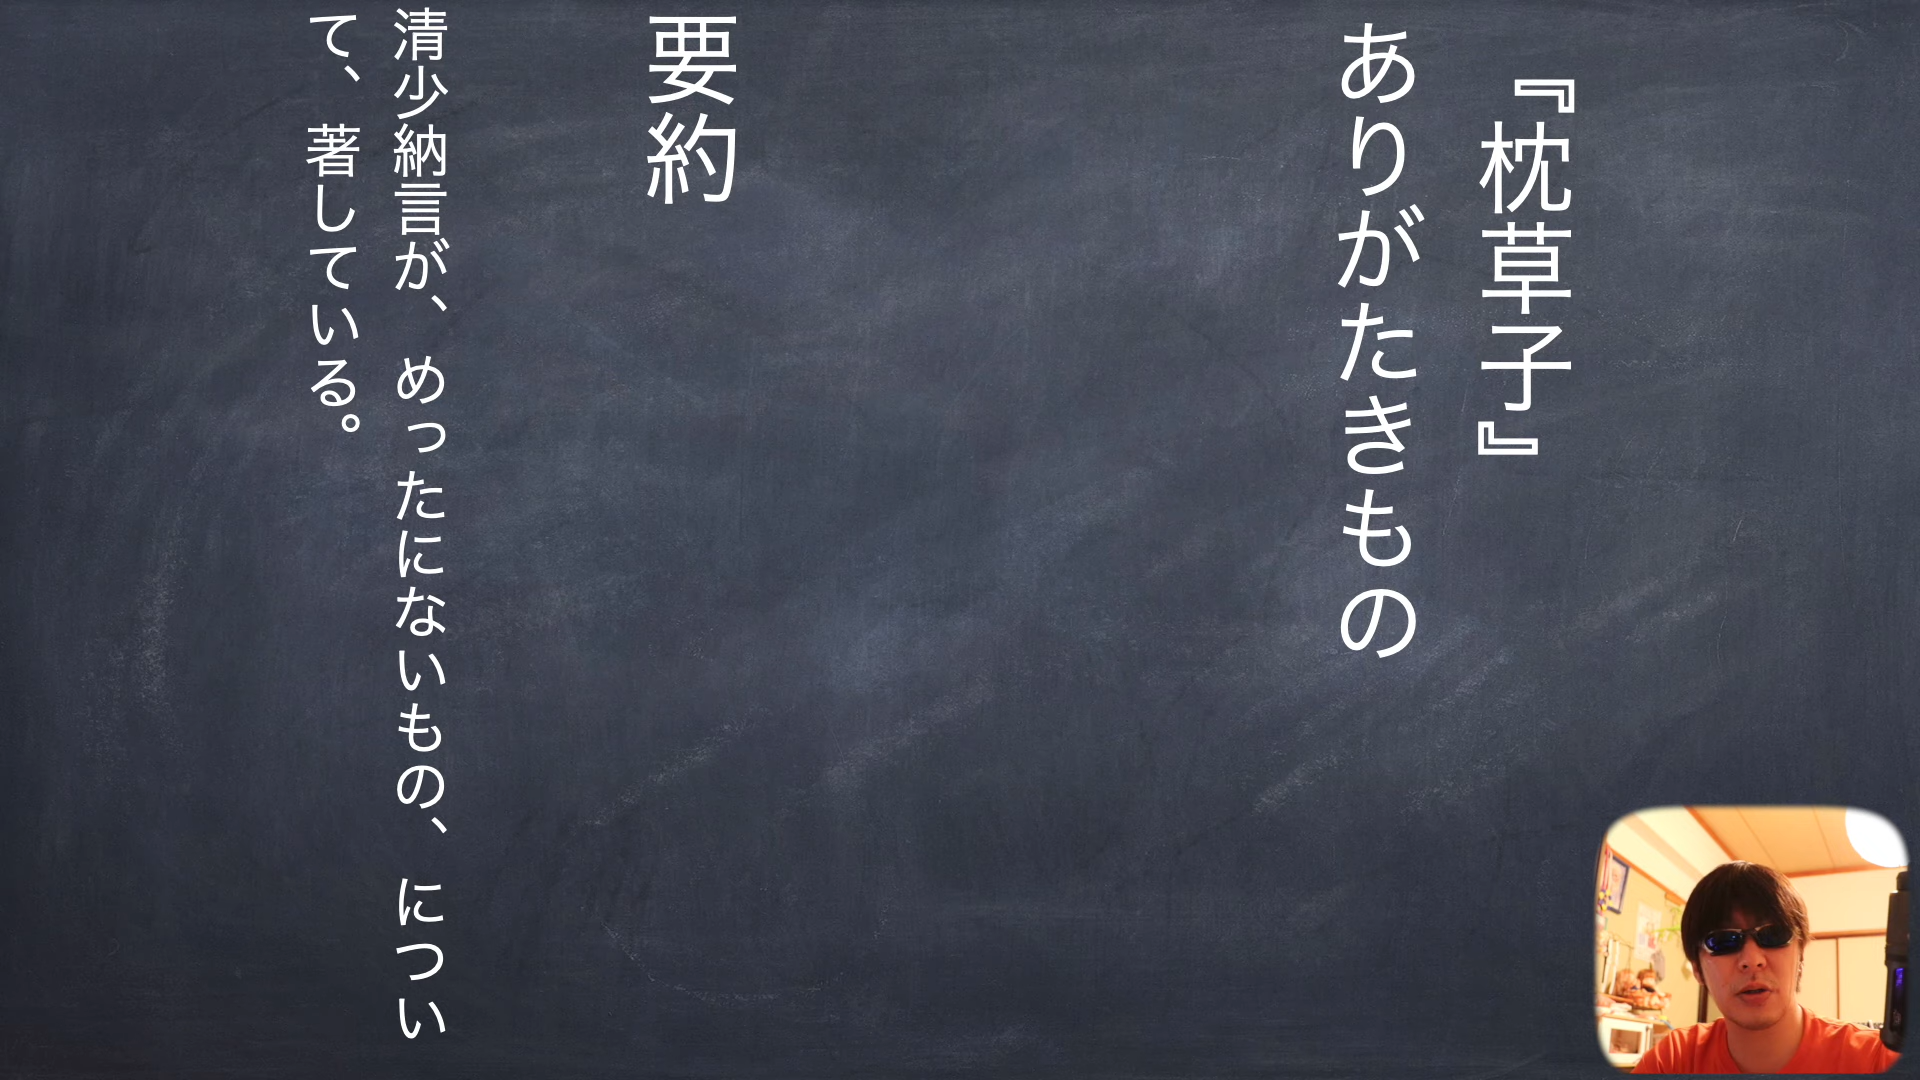 『枕草子』
ありがたきもの
要約
清少納言が、めったにないもの、につい
て、著している。